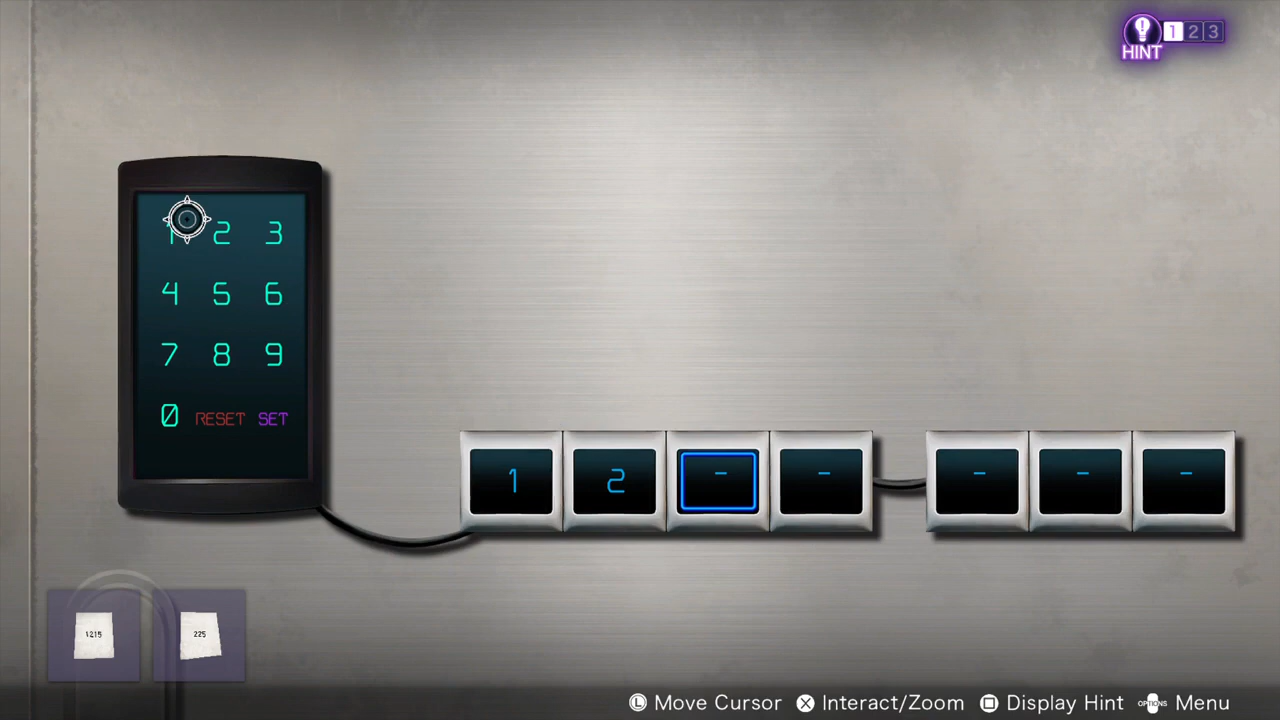 1 2 3
HINT
1 2 3
4 5 6
7 8 9
0 RESET SET
1 2 - - - - -
1215 225
L Move Cursor X Interact/Zoom Display Hint OPTIONS Menu